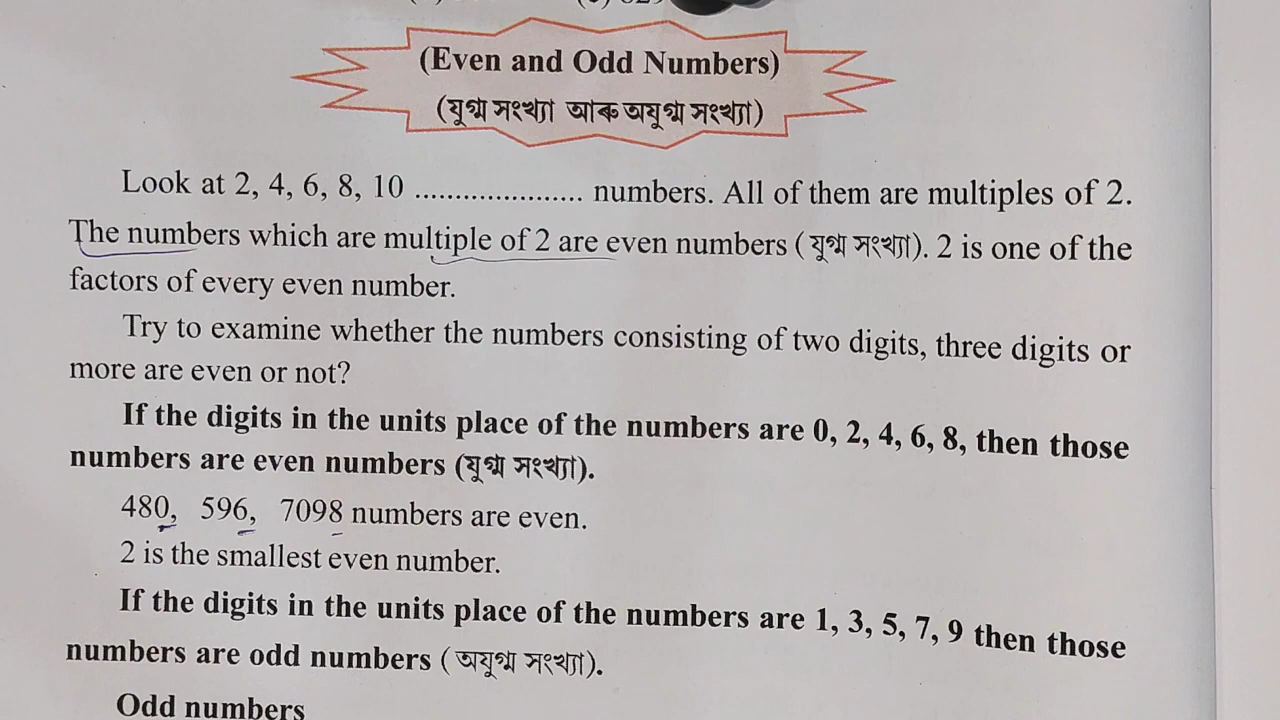 (Even and Odd Numbers)
(যুগ্ম সংখ্যা আৰু অযুগ্ম সংখ্যা)
Look at 2, 4, 6, 8, 10 ..................... numbers. All of them are multiples of 2.
The numbers which are multiple of 2 are even numbers (যুগ্ম সংখ্যা). 2 is one of the
factors of every even number.
Try to examine whether the numbers consisting of two digits, three digits or
more are even or not?
If the digits in the units place of the numbers are 0, 2, 4, 6, 8, then those
numbers are even numbers (যুগ্ম সংখ্যা).
480, 596, 7098 numbers are even.
2 is the smallest even number.
If the digits in the units place of the numbers are 1, 3, 5, 7, 9 then those
numbers are odd numbers (অযুগ্ম সংখ্যা).
Odd numbers